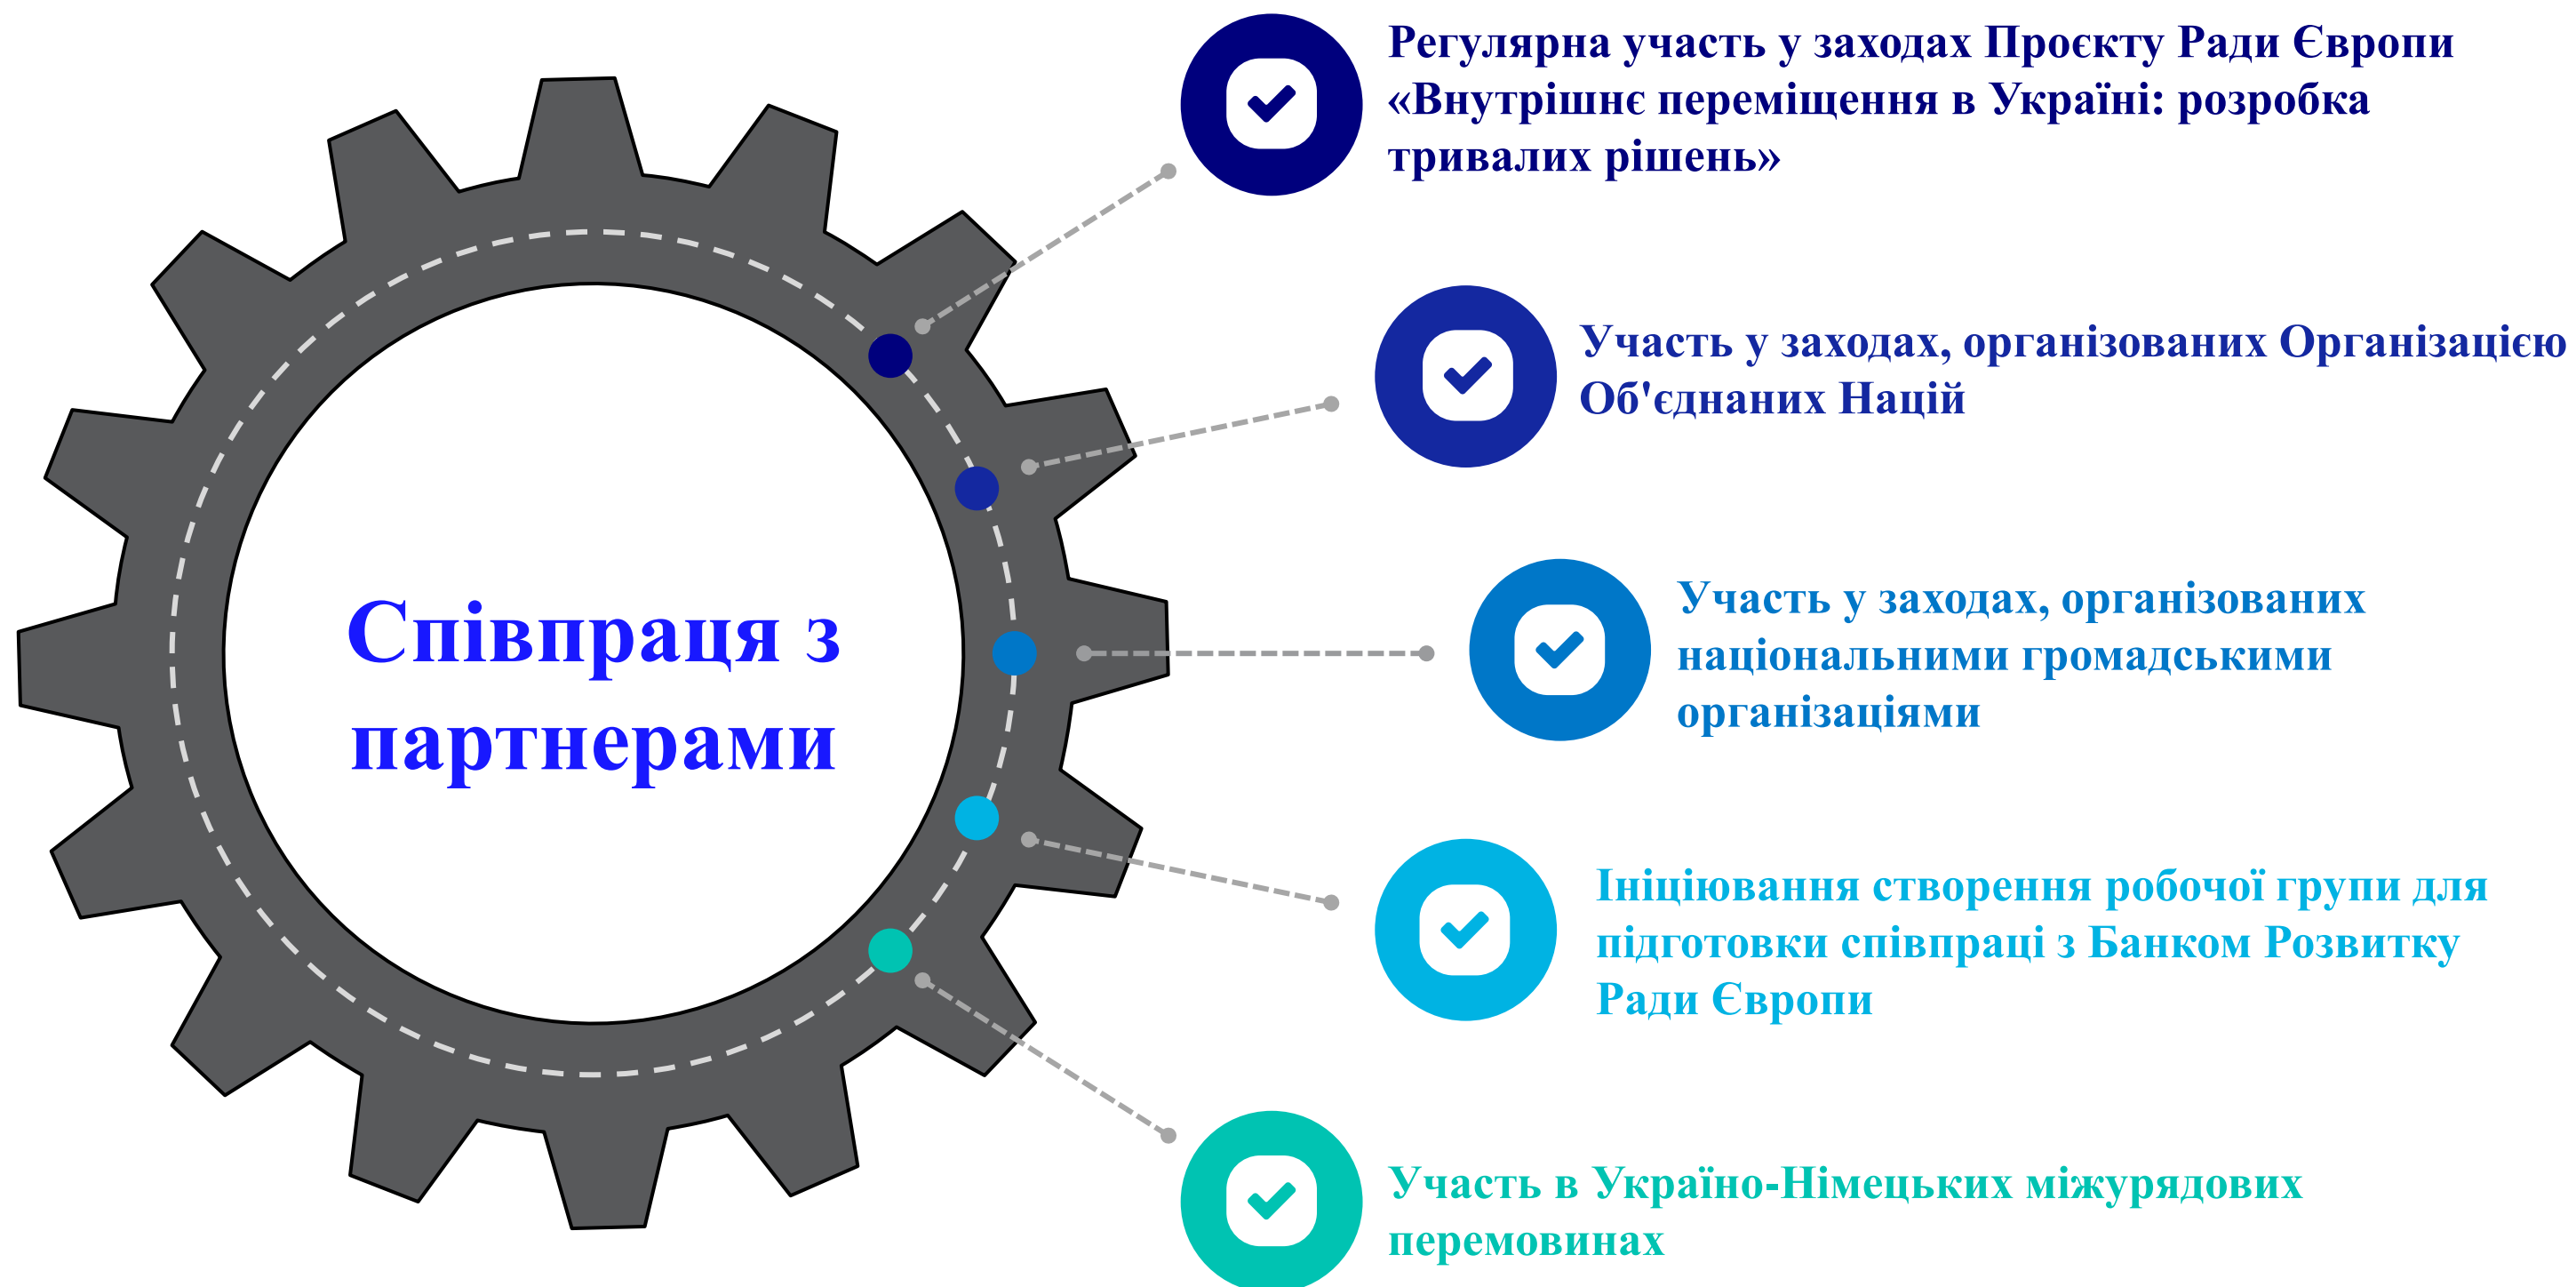 Регулярна участь у заходах Проєкту Ради Європи
«Внутрішнє переміщення в Україні: розробка
тривалих рішень»
Участь у заходах, організованих Організацією
Об'єднаних Націй
Співпраця з
партнерами
Участь у заходах, організованих
національними громадськими
організаціями
Ініціювання створення робочої групи для
підготовки співпраці з Банком Розвитку
Ради Європи
Участь в Україно-Німецьких міжурядових
перемовинах